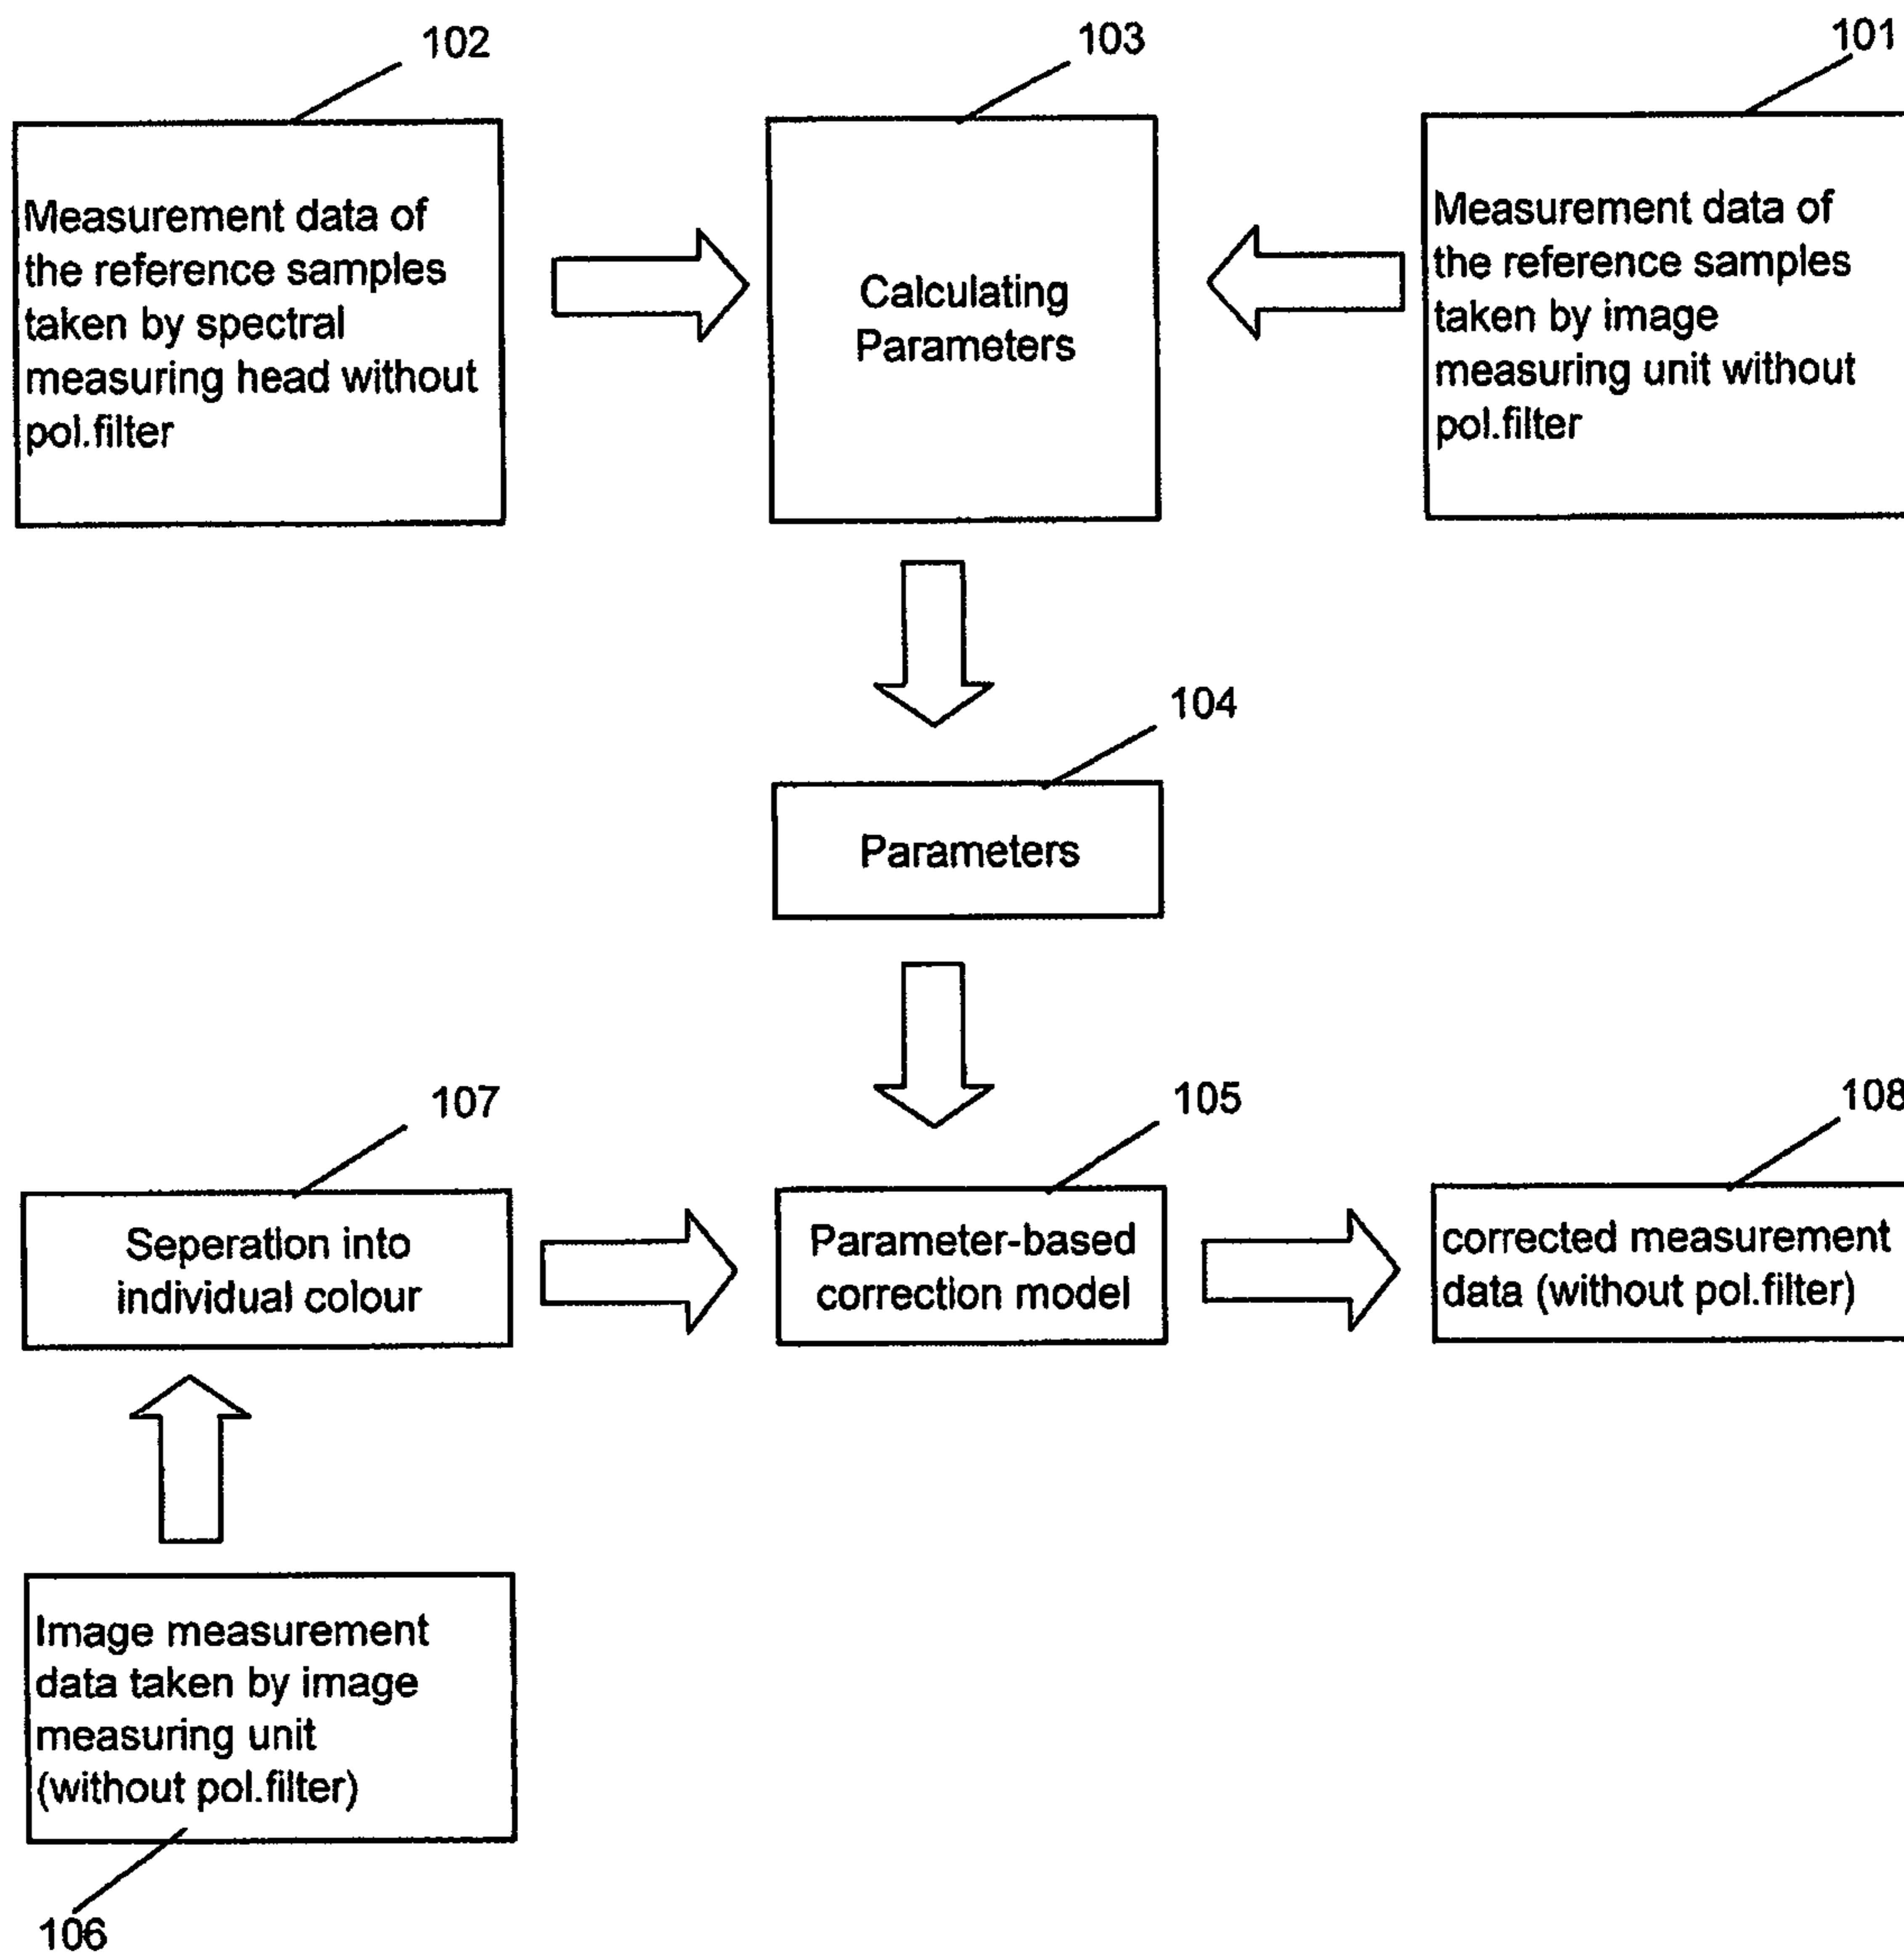 102
103
101
Measurement data of
the reference samples
taken by spectral
measuring head without
pol.filter
Calculating
Parameters
Measurement data of
the reference samples
taken by image
measuring unit without
pol.filter
104
Parameters
107
105
108
Seperation into
individual colour
Parameter-based
correction model
corrected measurement
data (without pol.filter)
Image measurement
data taken by image
measuring unit
(without pol.filter)
106